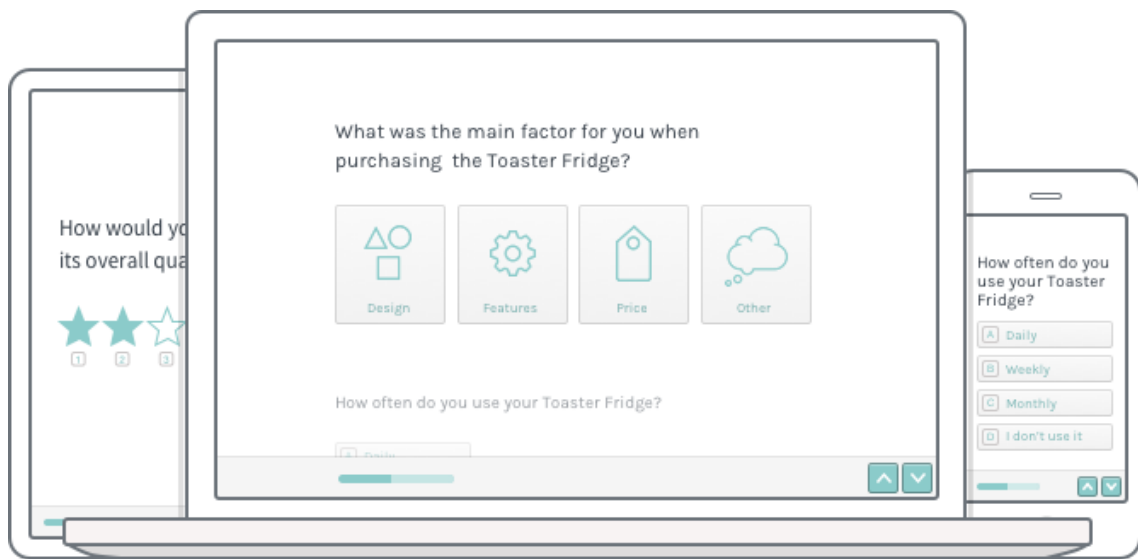 How would yo
its overall qua
1
2
3
What was the main factor for you when
purchasing the Toaster Fridge?
Design
Features
Price
Other
How often do you use your Toaster Fridge?
A Daily
How often do you
use your Toaster
Fridge?
A Daily
B Weekly
C Monthly
D I don't use it